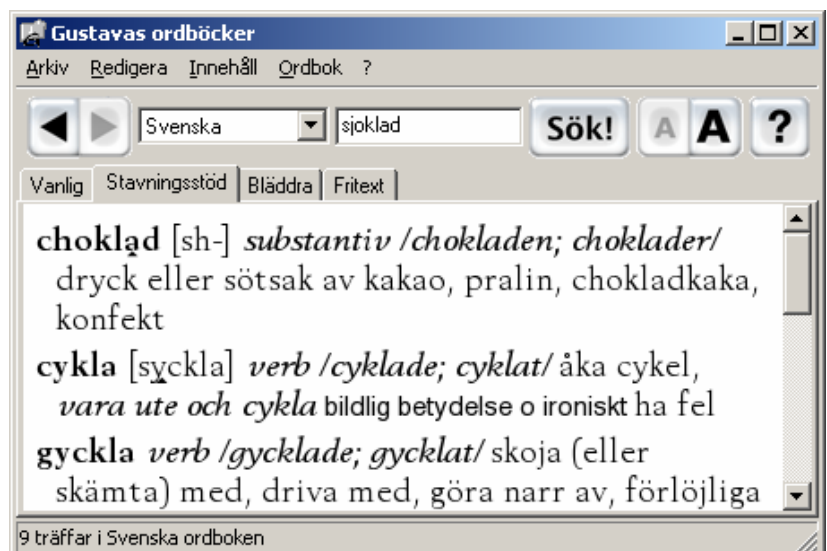 Gustavas ordböcker
Arkiv Redigera Innehåll Ordbok ?
Svenska sjoklad Sök! A A ?
Vanlig Stavningsstöd Bläddra Fritext
choklạd [sh-] substantiv /chokladen; choklader/
dryck eller sötsak av kakao, pralin, chokladkaka,
konfekt
cykla [sỵckla] verb /cyklade; cyklat/ åka cykel,
vara ute och cykla bildlig betydelse o ironiskt ha fel
gyckla verb /gycklade; gycklat/ skoja (eller
skämta) med, driva med, göra narr av, förlöjliga
9 träffar i Svenska ordboken